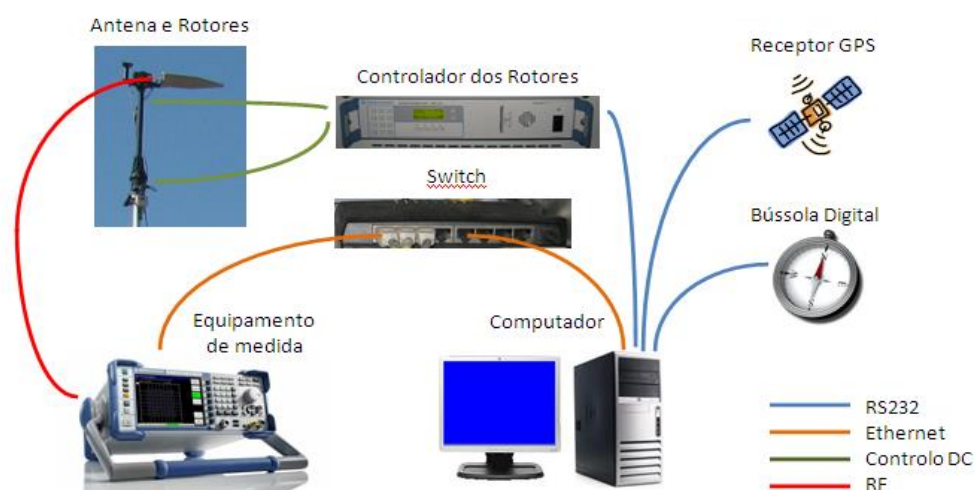 Antena e Rotores
Controlador dos Rotores
Receptor GPS
Switch
Bússola Digital
Equipamento
de medida
Computador
RS232
Ethernet
Controlo DC
RF